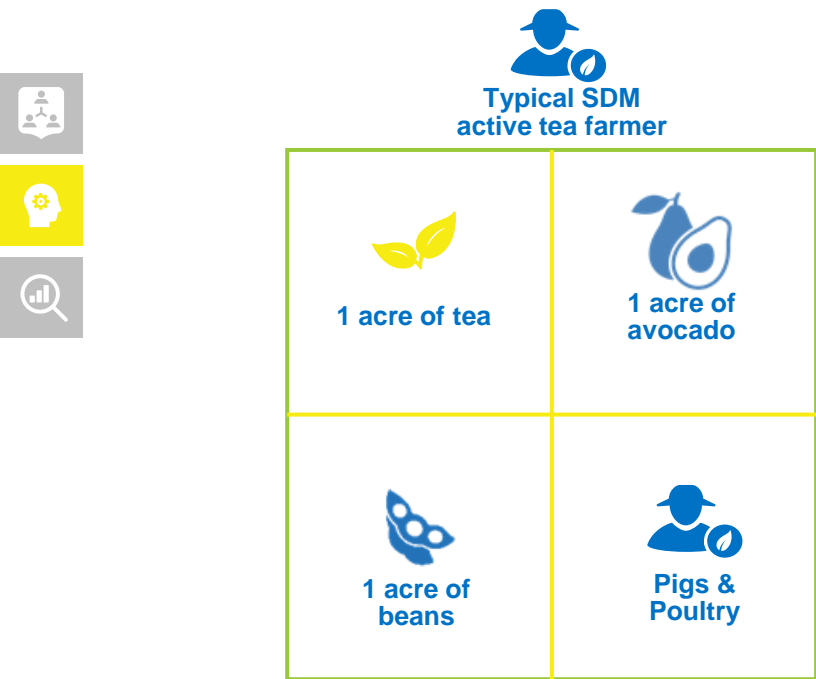 Typical SDM
active tea farmer
1 acre of tea
1 acre of
avocado
1 acre of
beans
Pigs &
Poultry